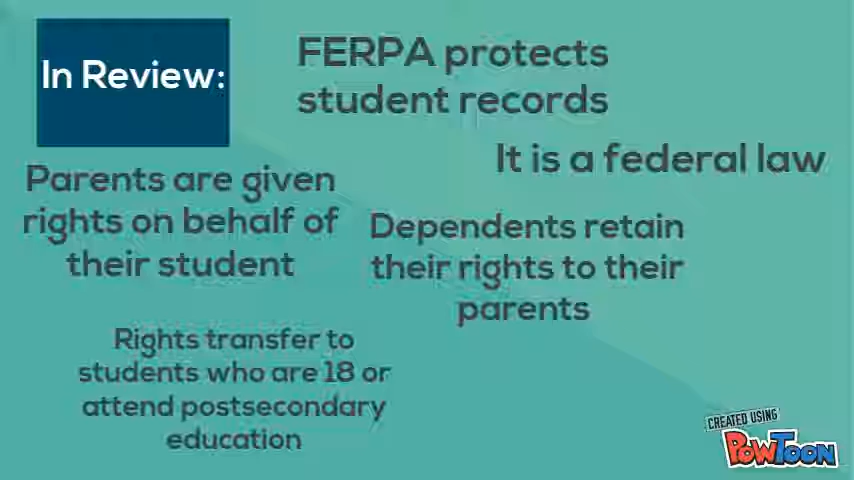 In Review:
FERPA protects
student records
It is a federal law
Parents are given
rights on behalf of
their student
Dependents retain
their rights to their
parents
Rights transfer to
students who are 18 or
attend postsecondary
education
CREATED USING
POWTOON